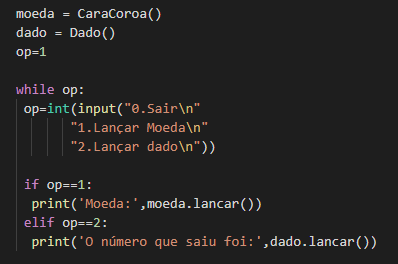 moeda = CaraCoroa()
dado = Dado()
op=1
while op:
op=int(input("0.Sair\n"
"1.Lançar Moeda\n"
"2.Lançar dado\n"))
if op==1:
print('Moeda:',moeda.lancar())
elif op==2:
print('O número que saiu foi:',dado.lancar())